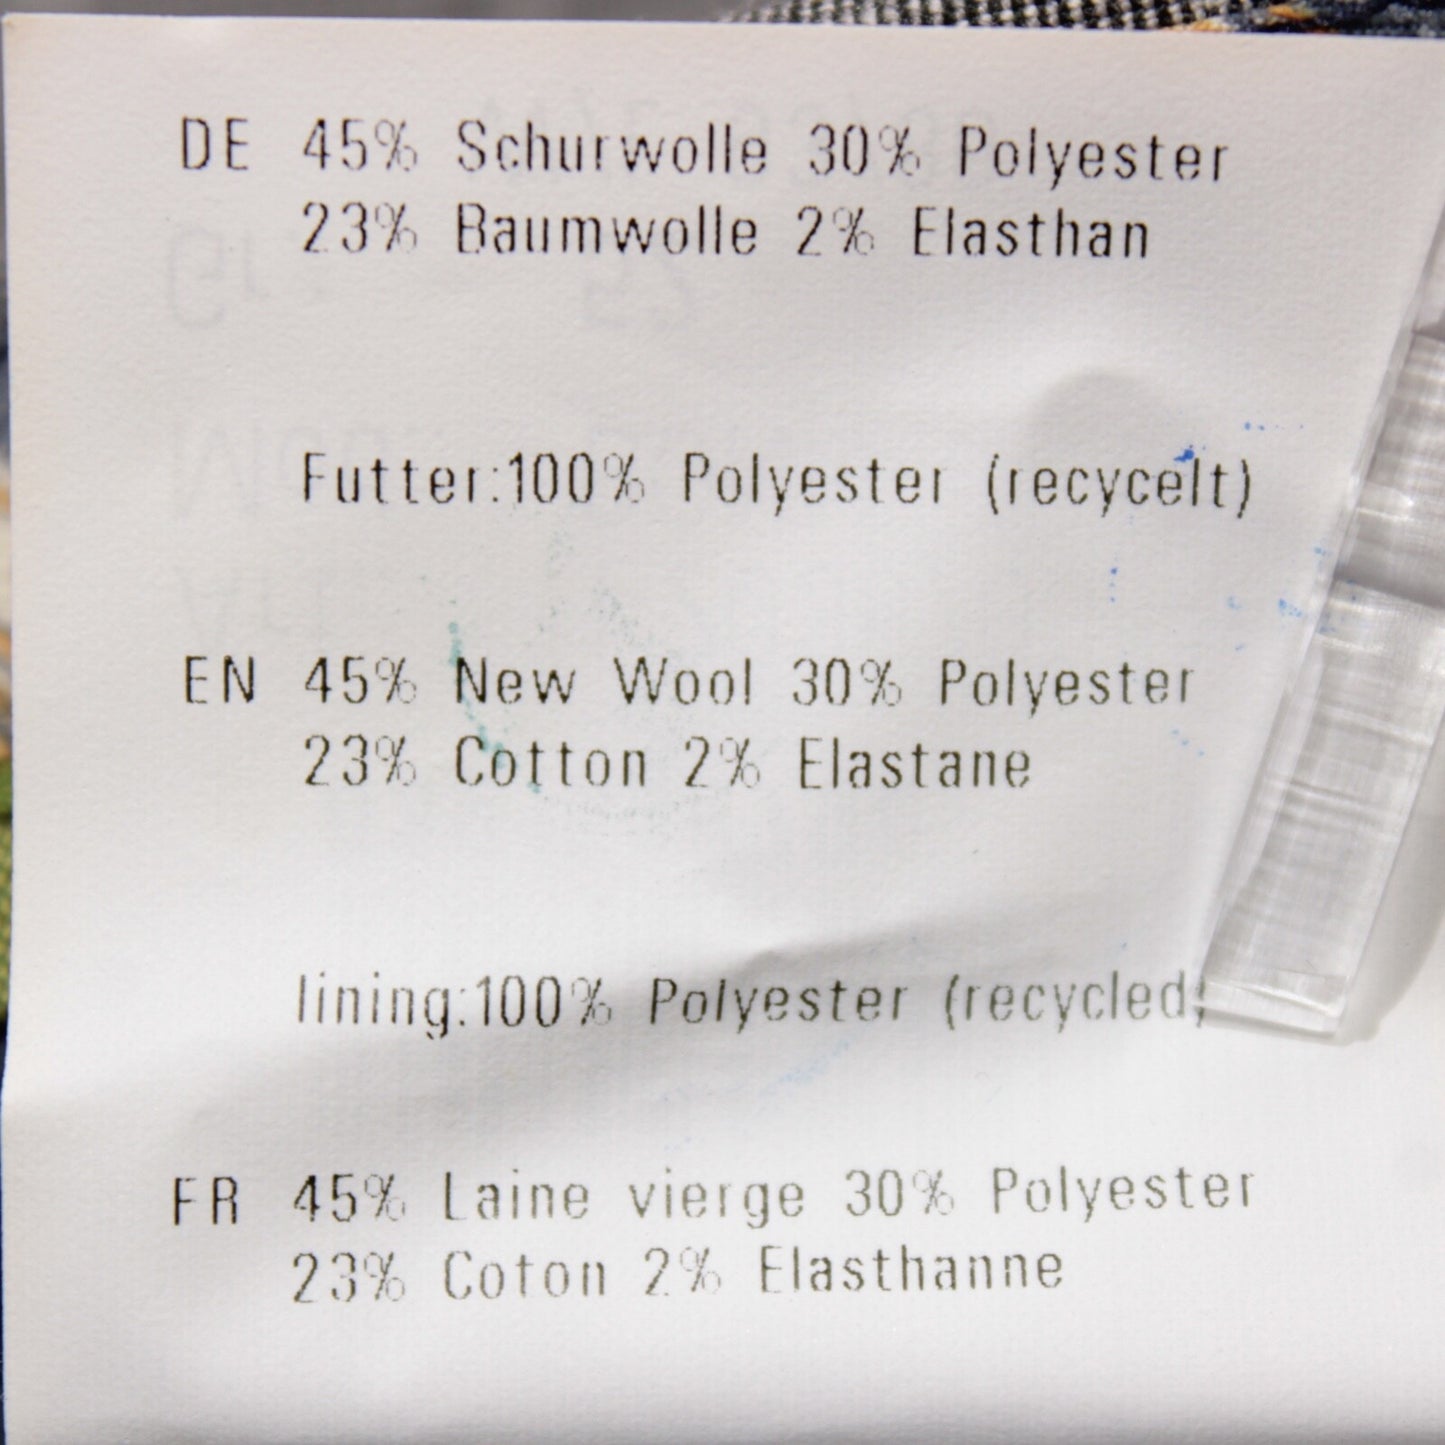 DE 45% Schurwolle 30% Polyester
23% Baumwolle 2% Elasthan
Futter:100% Polyester (recycelt)
EN 45% New Wool 30% Polyester
23% Cotton 2% Elastane
lining:100% Polyester (recycled)
FR 45% Laine vierge 30% Polyester
23% Coton 2% Elasthanne